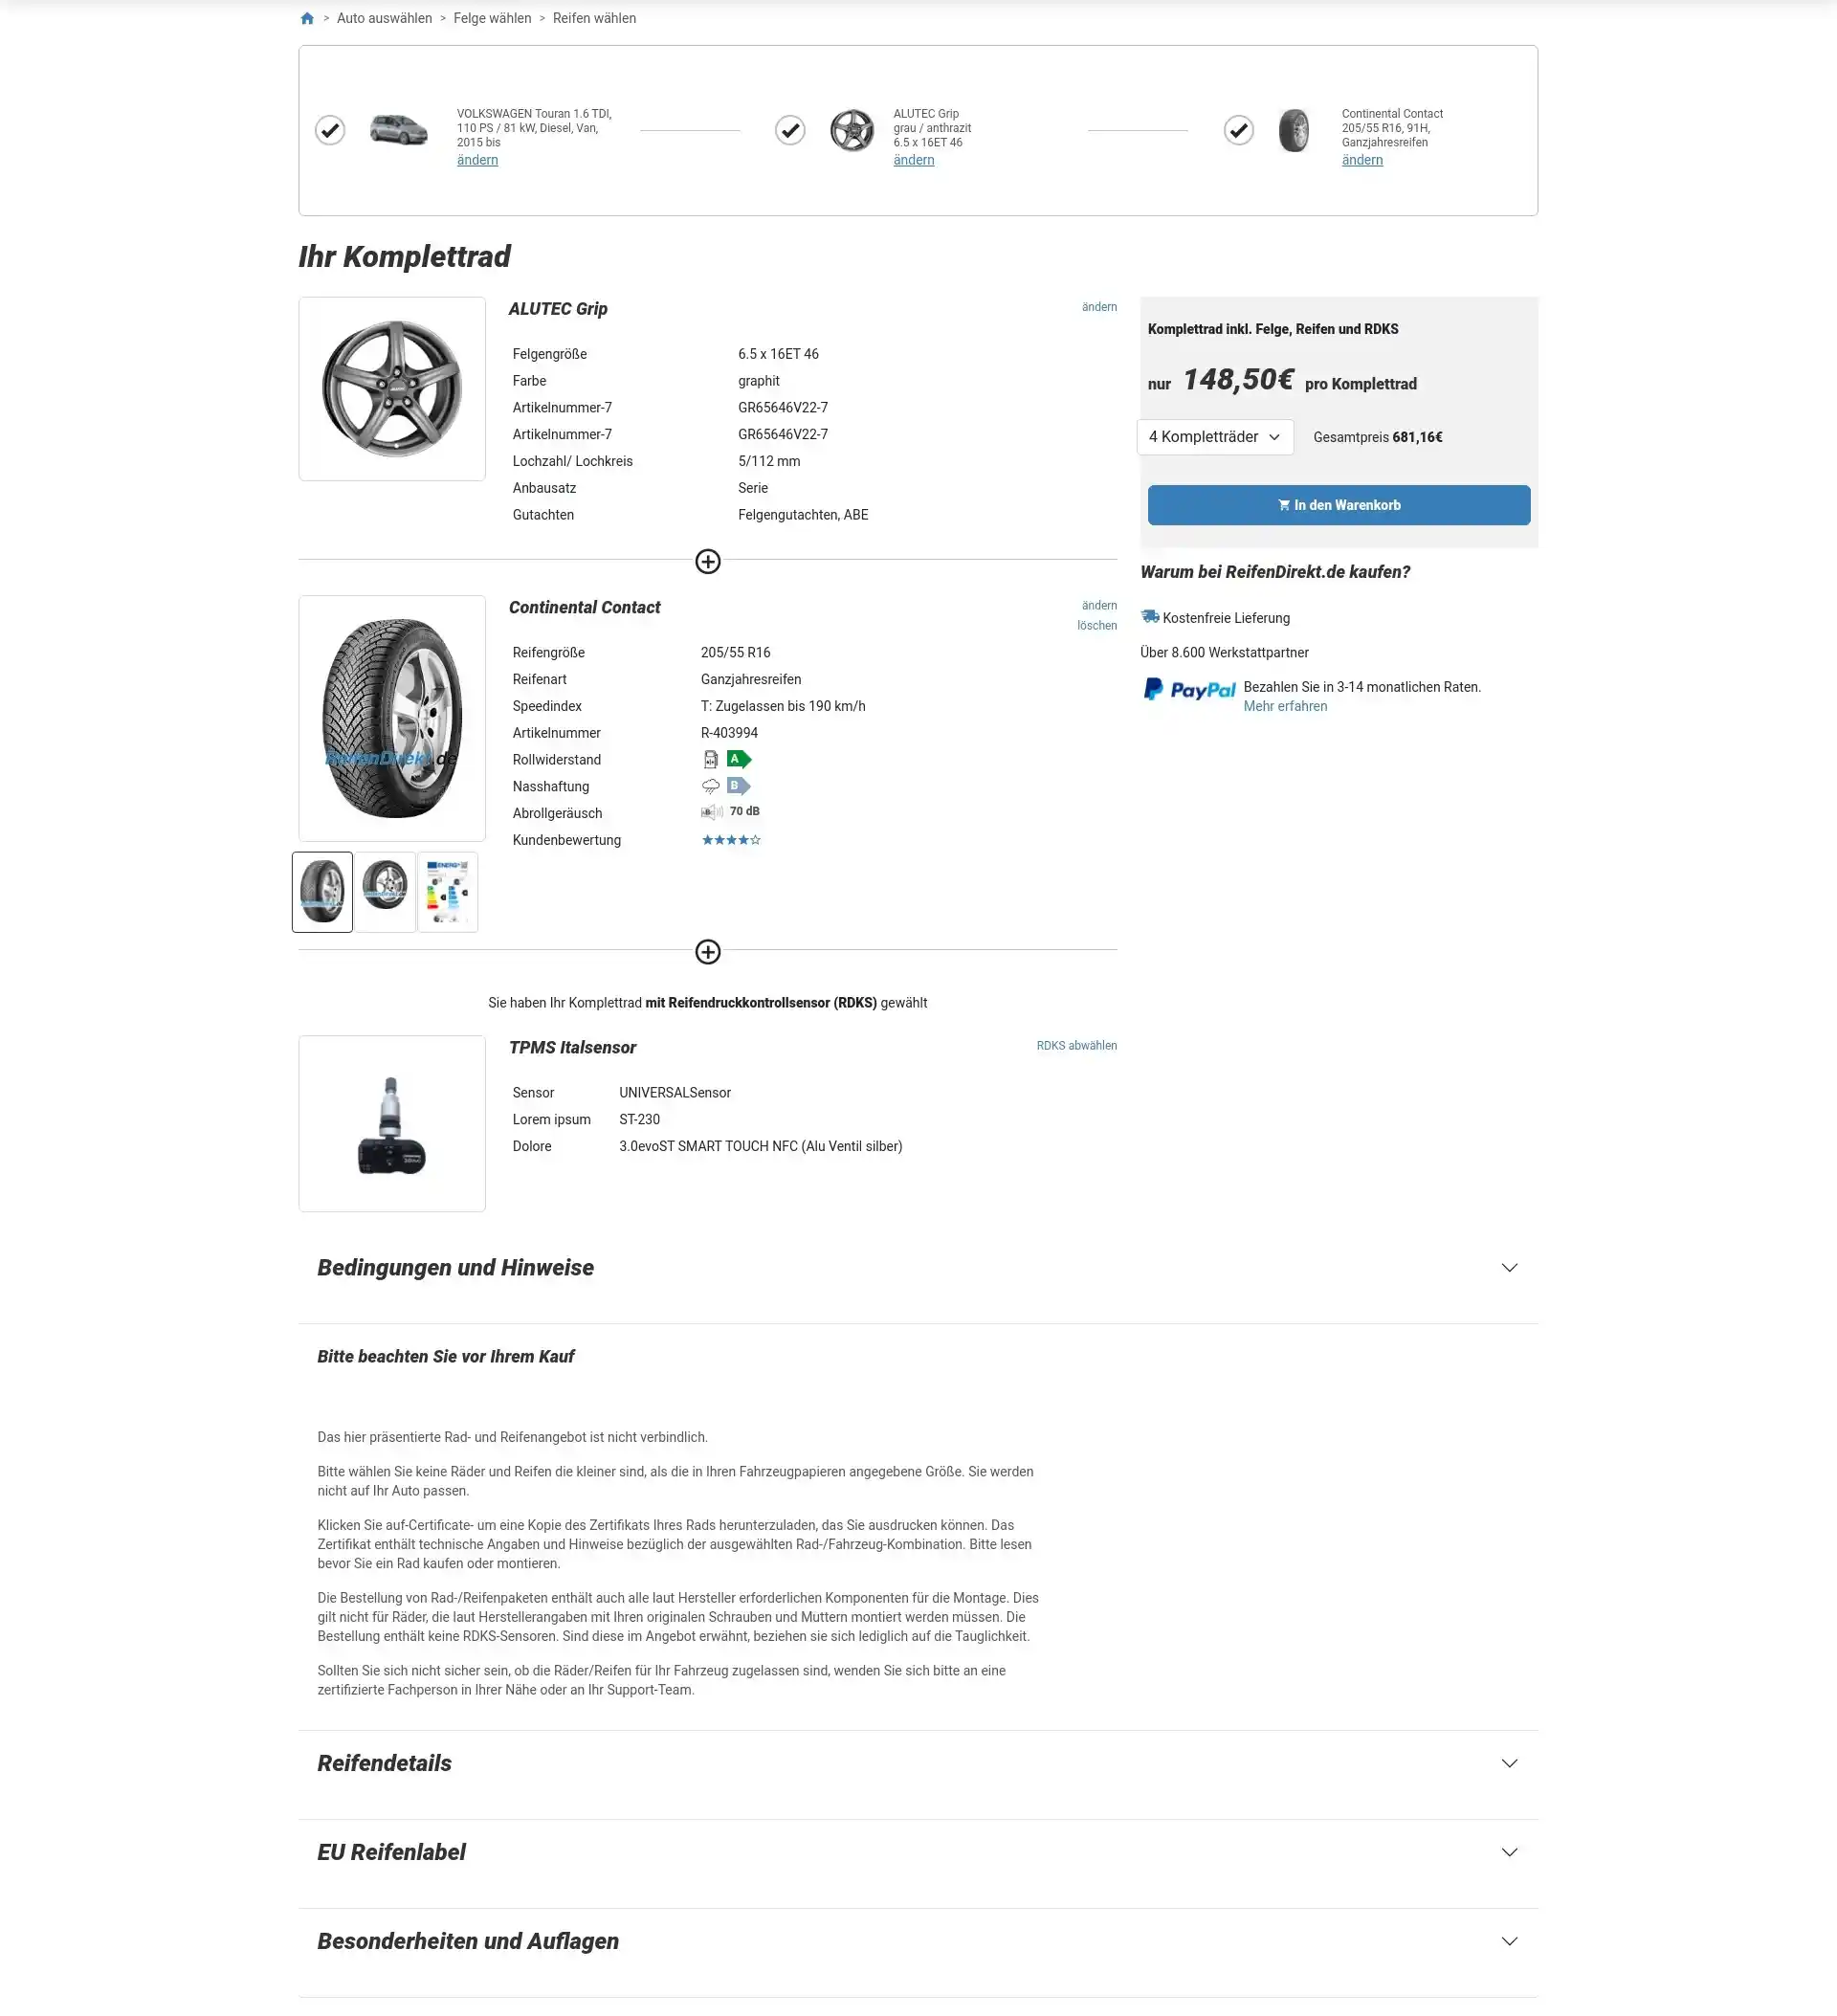 > Auto auswählen > Felge wählen > Reifen wählen
VOLKSWAGEN Touran 1.6 TDI,
110 PS / 81 kW, Diesel, Van,
2015 bis
ändern
ALUTEC Grip
grau / anthrazit
6.5 x 16ET 46
ändern
Continental Contact
205/55 R16, 91H,
Ganzjahresreifen
ändern
Ihr Komplettrad
ALUTEC Grip
ändern
Felgengröße 6.5 x 16ET 46
Farbe graphit
Artikelnummer-7 GR65646V22-7
Artikelnummer-7 GR65646V22-7
Lochzahl/ Lochkreis 5/112 mm
Anbausatz Serie
Gutachten Felgengutachten, ABE
Komplettrad inkl. Felge, Reifen und RDKS
nur 148,50€ pro Komplettrad
4 Kompletträder Gesamtpreis 681,16€
In den Warenkorb
Warum bei ReifenDirekt.de kaufen?
Kostenfreie Lieferung
Über 8.600 Werkstattpartner
PayPal Bezahlen Sie in 3-14 monatlichen Raten.
Mehr erfahren
Continental Contact
ändern
löschen
Reifengröße 205/55 R16
Reifenart Ganzjahresreifen
Speedindex T: Zugelassen bis 190 km/h
Artikelnummer R-403994
Rollwiderstand A
Nasshaftung B
Abrollgeräusch 70 dB
Kundenbewertung
ReifenDirekt.de
Sie haben Ihr Komplettrad mit Reifendruckkontrollsensor (RDKS) gewählt
TPMS Italsensor
RDKS abwählen
Sensor UNIVERSALSensor
Lorem ipsum ST-230
Dolore 3.0evoST SMART TOUCH NFC (Alu Ventil silber)
Bedingungen und Hinweise
Bitte beachten Sie vor Ihrem Kauf
Das hier präsentierte Rad- und Reifenangebot ist nicht verbindlich.
Bitte wählen Sie keine Räder und Reifen die kleiner sind, als die in Ihren Fahrzeugpapieren angegebene Größe. Sie werden
nicht auf Ihr Auto passen.
Klicken Sie auf-Certificate- um eine Kopie des Zertifikats Ihres Rads herunterzuladen, das Sie ausdrucken können. Das
Zertifikat enthält technische Angaben und Hinweise bezüglich der ausgewählten Rad-/Fahrzeug-Kombination. Bitte lesen
bevor Sie ein Rad kaufen oder montieren.
Die Bestellung von Rad-/Reifenpaketen enthält auch alle laut Hersteller erforderlichen Komponenten für die Montage. Dies
gilt nicht für Räder, die laut Herstellerangaben mit Ihren originalen Schrauben und Muttern montiert werden müssen. Die
Bestellung enthält keine RDKS-Sensoren. Sind diese im Angebot erwähnt, beziehen sie sich lediglich auf die Tauglichkeit.
Sollten Sie sich nicht sicher sein, ob die Räder/Reifen für Ihr Fahrzeug zugelassen sind, wenden Sie sich bitte an eine
zertifizierte Fachperson in Ihrer Nähe oder an Ihr Support-Team.
Reifendetails
EU Reifenlabel
Besonderheiten und Auflagen